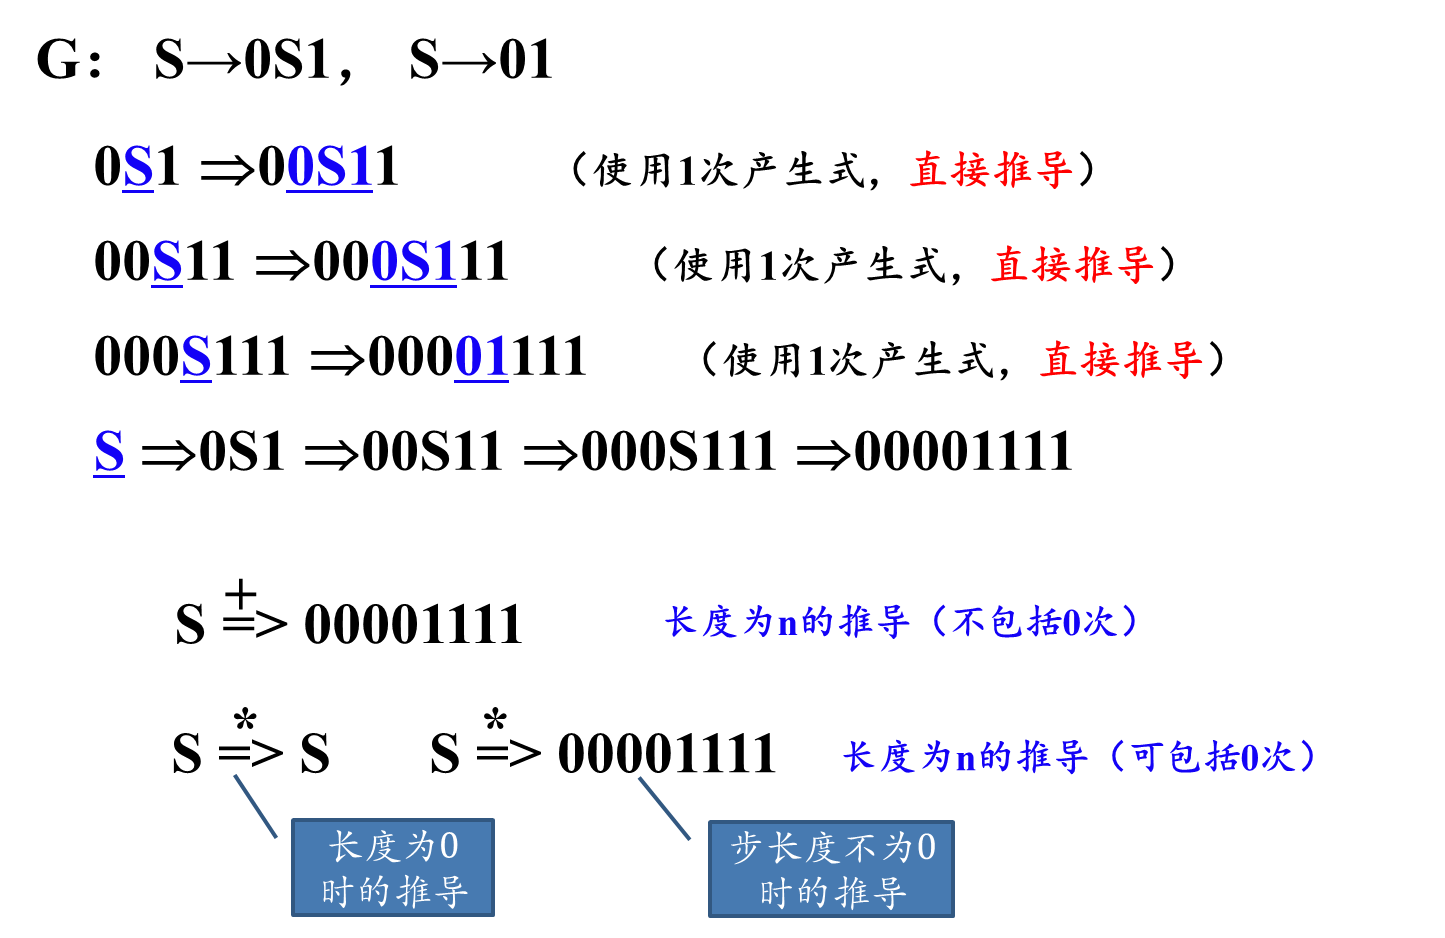 G： S→0S1， S→01
0S1 ⇒00S11 （使用1次产生式，直接推导）
00S11 ⇒000S111 （使用1次产生式，直接推导）
000S111 ⇒00001111 （使用1次产生式，直接推导）
S ⇒0S1 ⇒00S11 ⇒000S111 ⇒00001111
+
S => 00001111 长度为n的推导（不包括0次）
* *
S => S S => 00001111 长度为n的推导（可包括0次）
长度为0
时的推导
步长度不为0
时的推导